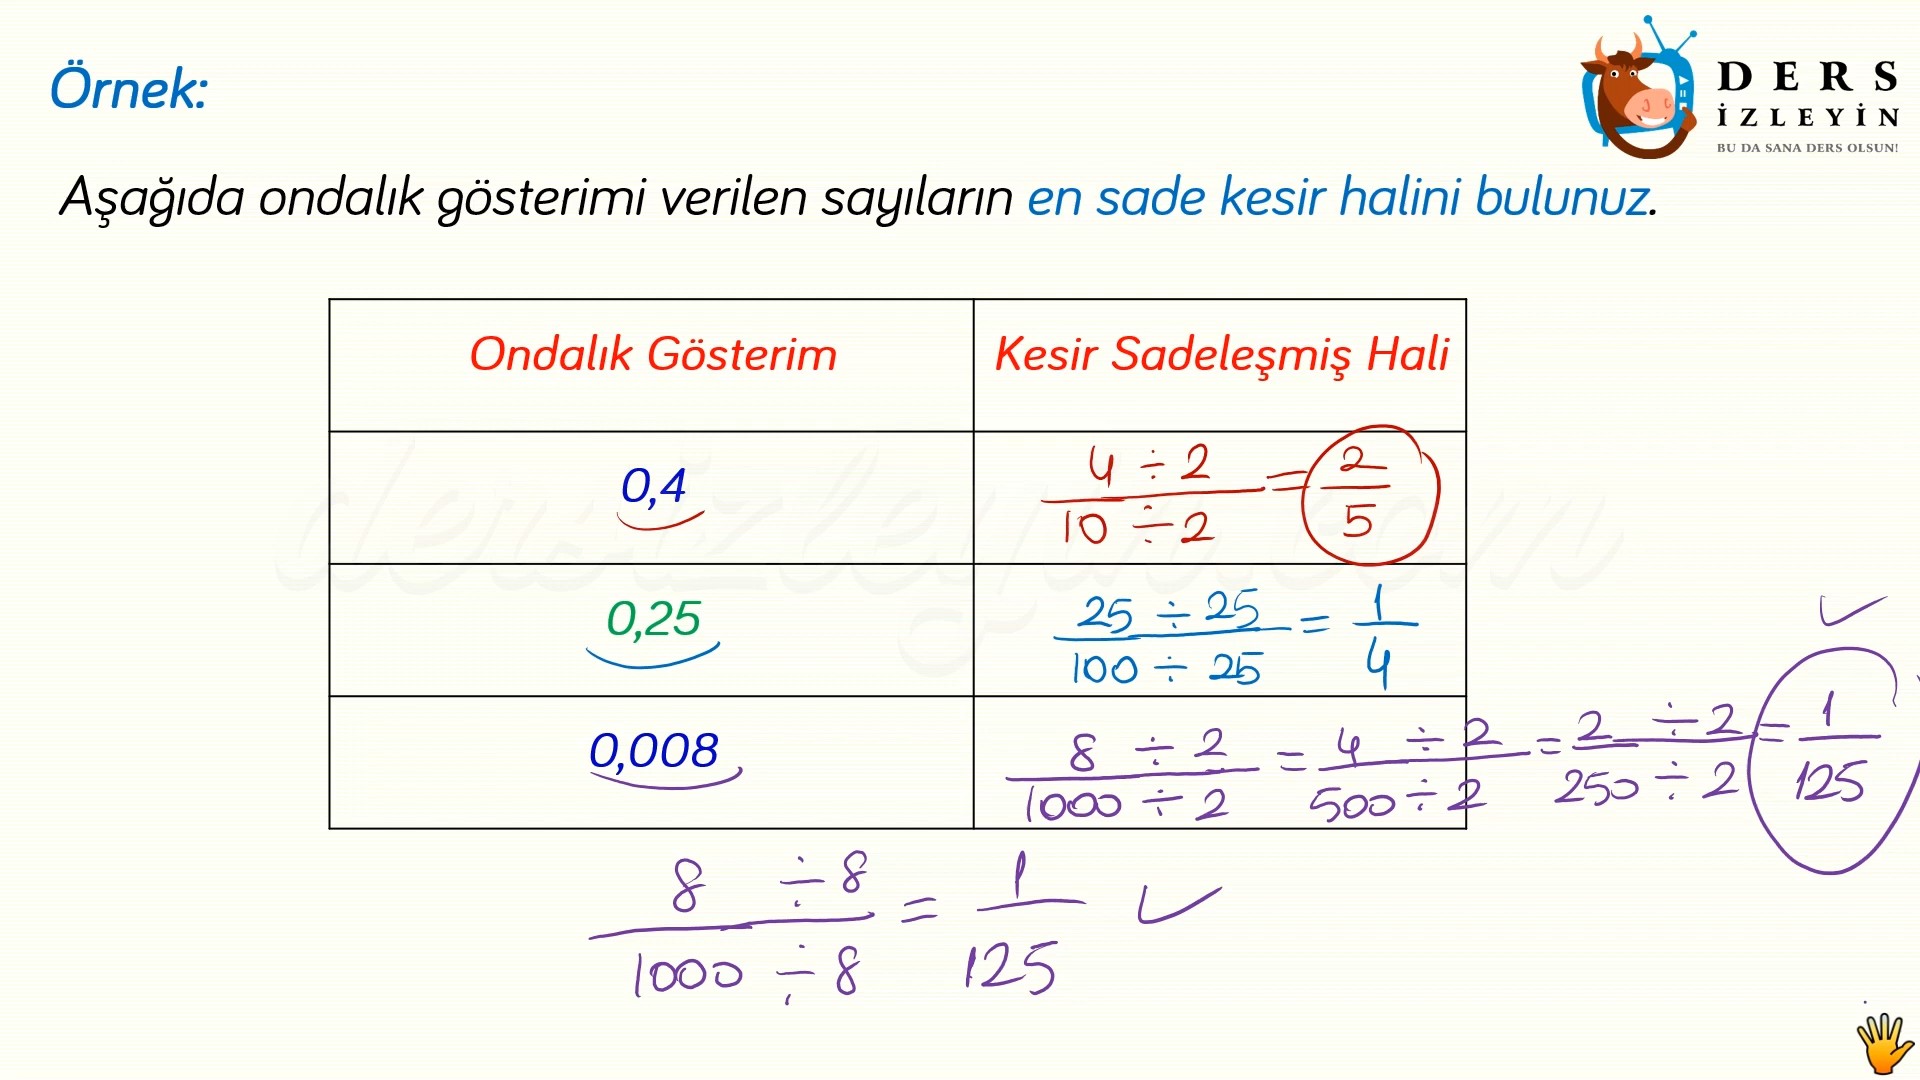 Örnek:
DERS
İZLEYİN
BU DA SANA DERS OLSUN!
Aşağıda ondalık gösterimi verilen sayıların en sade kesir halini bulunuz.
Ondalık Gösterim
Kesir Sadeleşmiş Hali
0,4
4 ÷ 2 / 10 ÷ 2 = 2 / 5
0,25
25 ÷ 25 / 100 ÷ 25 = 1 / 4
0,008
8 ÷ 2 / 1000 ÷ 2 = 4 ÷ 2 / 500 ÷ 2 = 2 ÷ 2 / 250 ÷ 2 = 1 / 125
8 ÷ 8 / 1000 ÷ 8 = 1 / 125
dersizleyin.com